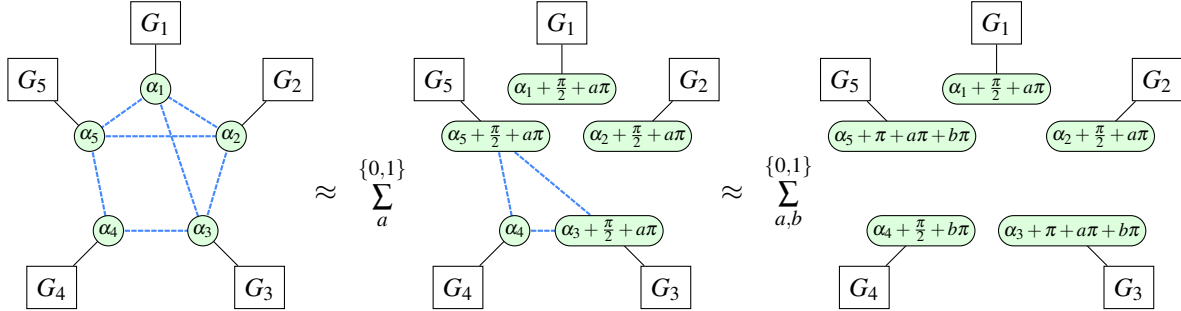 G₁ G₁ G₁
G₅ G₂ G₅ G₂ G₅ G₂
α₁ α₁ + π/2 + aπ α₁ + π/2 + aπ
α₅ α₂ α₅ + π/2 + aπ α₂ + π/2 + aπ α₅ + π + aπ + bπ α₂ + π/2 + aπ
≈ {0,1} ∑ a ≈ {0,1} ∑ a,b
α₄ α₃ α₄ α₃ + π/2 + aπ α₄ + π/2 + bπ α₃ + π + aπ + bπ
G₄ G₃ G₄ G₃ G₄ G₃